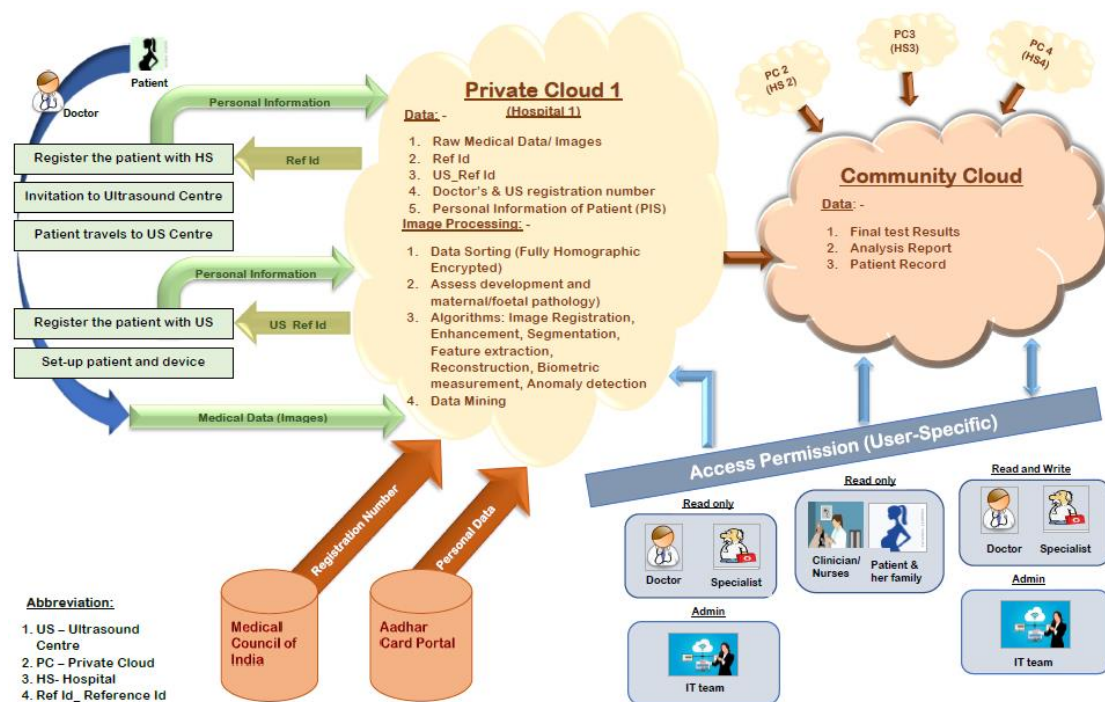 Patient
Doctor
Personal Information
Register the patient with HS
Ref Id
Invitation to Ultrasound Centre
Patient travels to US Centre
Personal Information
Register the patient with US
US Ref Id
Set-up patient and device
Medical Data (Images)
Private Cloud 1
(Hospital 1)
Data: -
1. Raw Medical Data/ Images
2. Ref Id
3. US_Ref Id
4. Doctor's & US registration number
5. Personal Information of Patient (PIS)
Image Processing: -
1. Data Sorting (Fully Homographic
Encrypted)
2. Assess development and
maternal/foetal pathology)
3. Algorithms: Image Registration,
Enhancement, Segmentation,
Feature extraction,
Reconstruction, Biometric
measurement, Anomaly detection
4. Data Mining
PC 2
(HS 2)
PC3
(HS3)
PC 4
(HS4)
Community Cloud
Data: -
1. Final test Results
2. Analysis Report
3. Patient Record
Access Permission (User-Specific)
Read only
Doctor
Specialist
Admin
IT team
Read only
Clinician/
Nurses
Patient &
her family
Read and Write
Doctor
Specialist
Admin
IT team
Registration Number
Personal Data
Medical
Council of
India
Aadhar
Card Portal
Abbreviation:
1. US – Ultrasound
Centre
2. PC – Private Cloud
3. HS- Hospital
4. Ref Id_ Reference Id